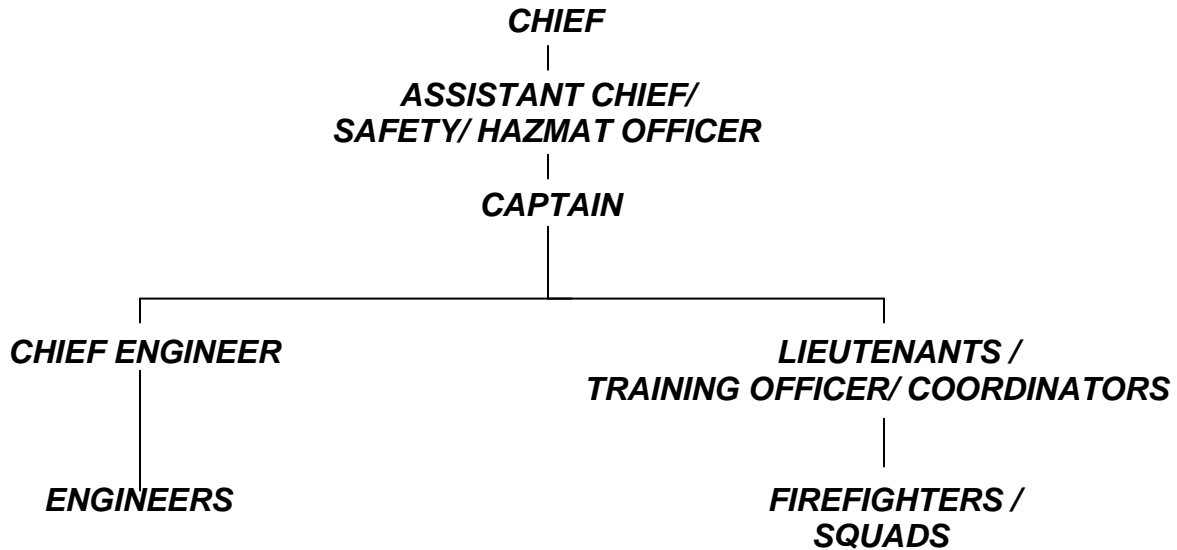 CHIEF
ASSISTANT CHIEF/
SAFETY/ HAZMAT OFFICER
CAPTAIN
CHIEF ENGINEER
LIEUTENANTS /
TRAINING OFFICER/ COORDINATORS
ENGINEERS
FIREFIGHTERS /
SQUADS